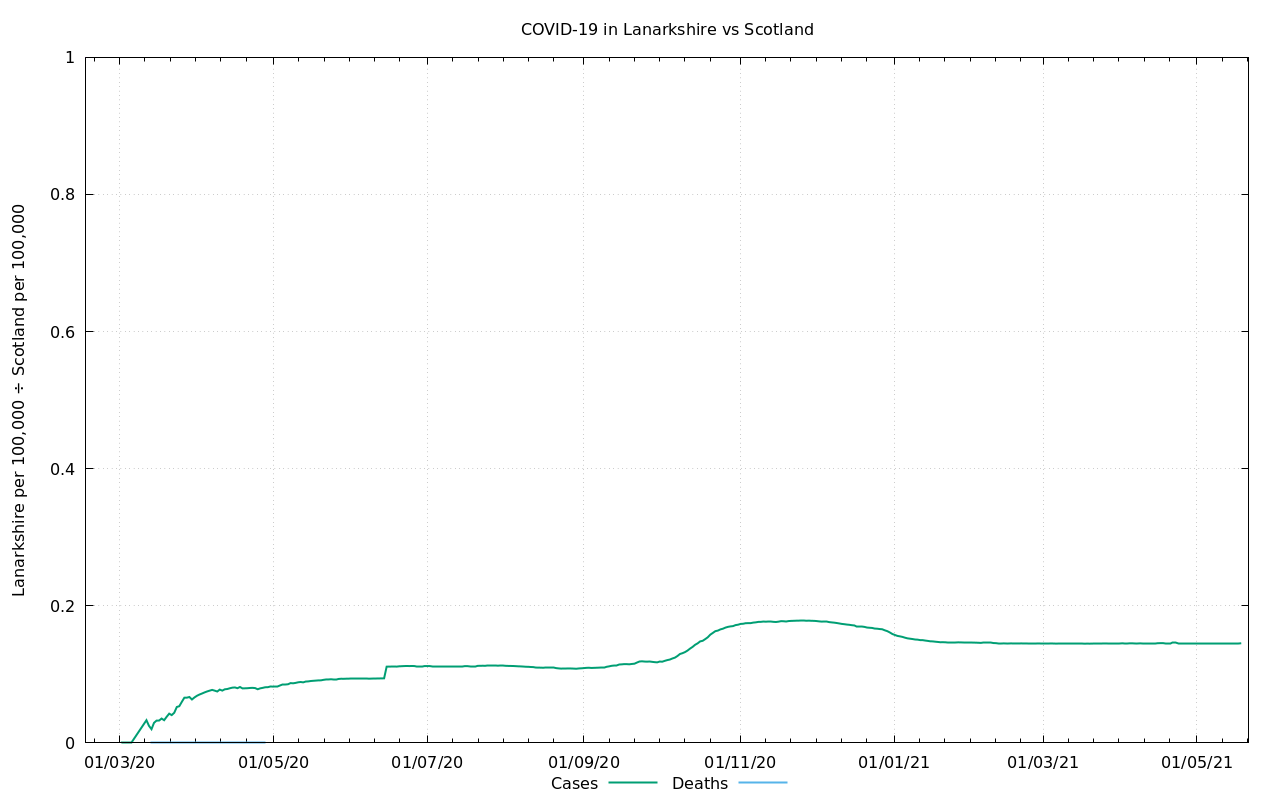 COVID-19 in Lanarkshire vs Scotland
Lanarkshire per 100,000 ÷ Scotland per 100,000
1
0.8
0.6
0.4
0.2
0
01/03/20 01/05/20 01/07/20 01/09/20 01/11/20 01/01/21 01/03/21 01/05/21
Cases Deaths